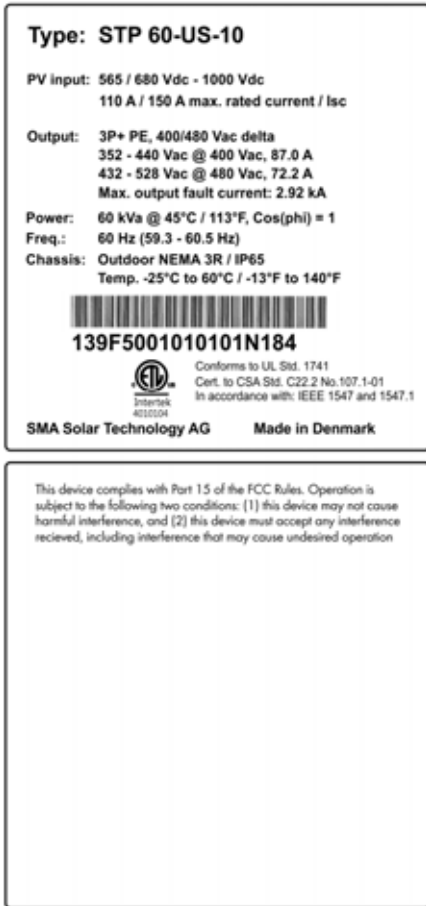 Type: STP 60-US-10
PV input: 565 / 680 Vdc - 1000 Vdc
110 A / 150 A max. rated current / Isc
Output: 3P+ PE, 400/480 Vac delta
352 - 440 Vac @ 400 Vac, 87.0 A
432 - 528 Vac @ 480 Vac, 72.2 A
Max. output fault current: 2.92 kA
Power: 60 kVa @ 45°C / 113°F, Cos(phi) = 1
Freq.: 60 Hz (59.3 - 60.5 Hz)
Chassis: Outdoor NEMA 3R / IP65
Temp. -25°C to 60°C / -13°F to 140°F
139F5001010101N184
ETL
Intertek
4010104
Conforms to UL Std. 1741
Cert. to CSA Std. C22.2 No.107.1-01
In accordance with: IEEE 1547 and 1547.1
SMA Solar Technology AG Made in Denmark
This device complies with Part 15 of the FCC Rules. Operation is
subject to the following two conditions: (1) this device may not cause
harmful interference, and (2) this device must accept any interference
recieved, including interference that may cause undesired operation